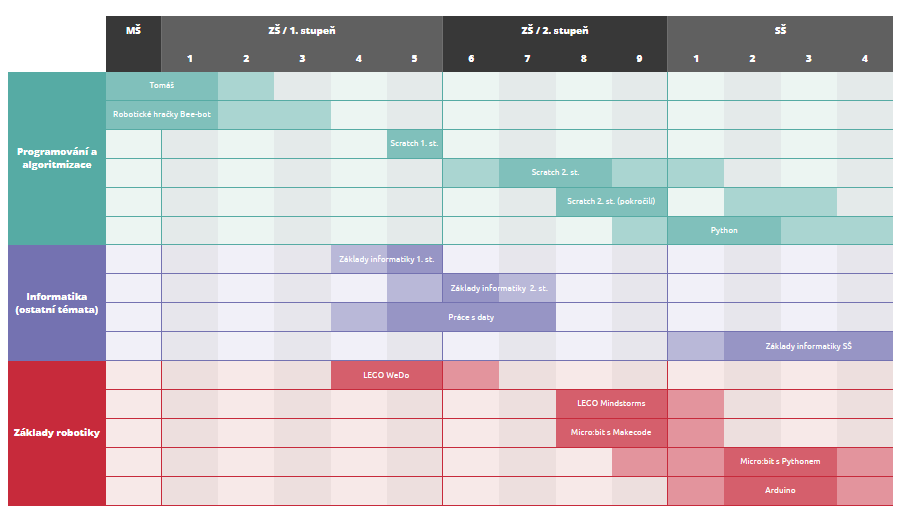 MŠ ZŠ / 1. stupeň ZŠ / 2. stupeň SŠ
1 2 3 4 5 6 7 8 9 1 2 3 4
Programování a
algoritmizace
Tomáš
Robotické hračky Bee-bot
Scratch 1. st.
Scratch 2. st.
Scratch 2. st. (pokročilí)
Python
Informatika
(ostatní témata)
Základy informatiky 1. st.
Základy informatiky 2. st.
Práce s daty
Základy informatiky SŠ
Základy robotiky
LEGO WeDo
LEGO Mindstorms
Micro:bit s Makecode
Micro:bit s Pythonem
Arduino